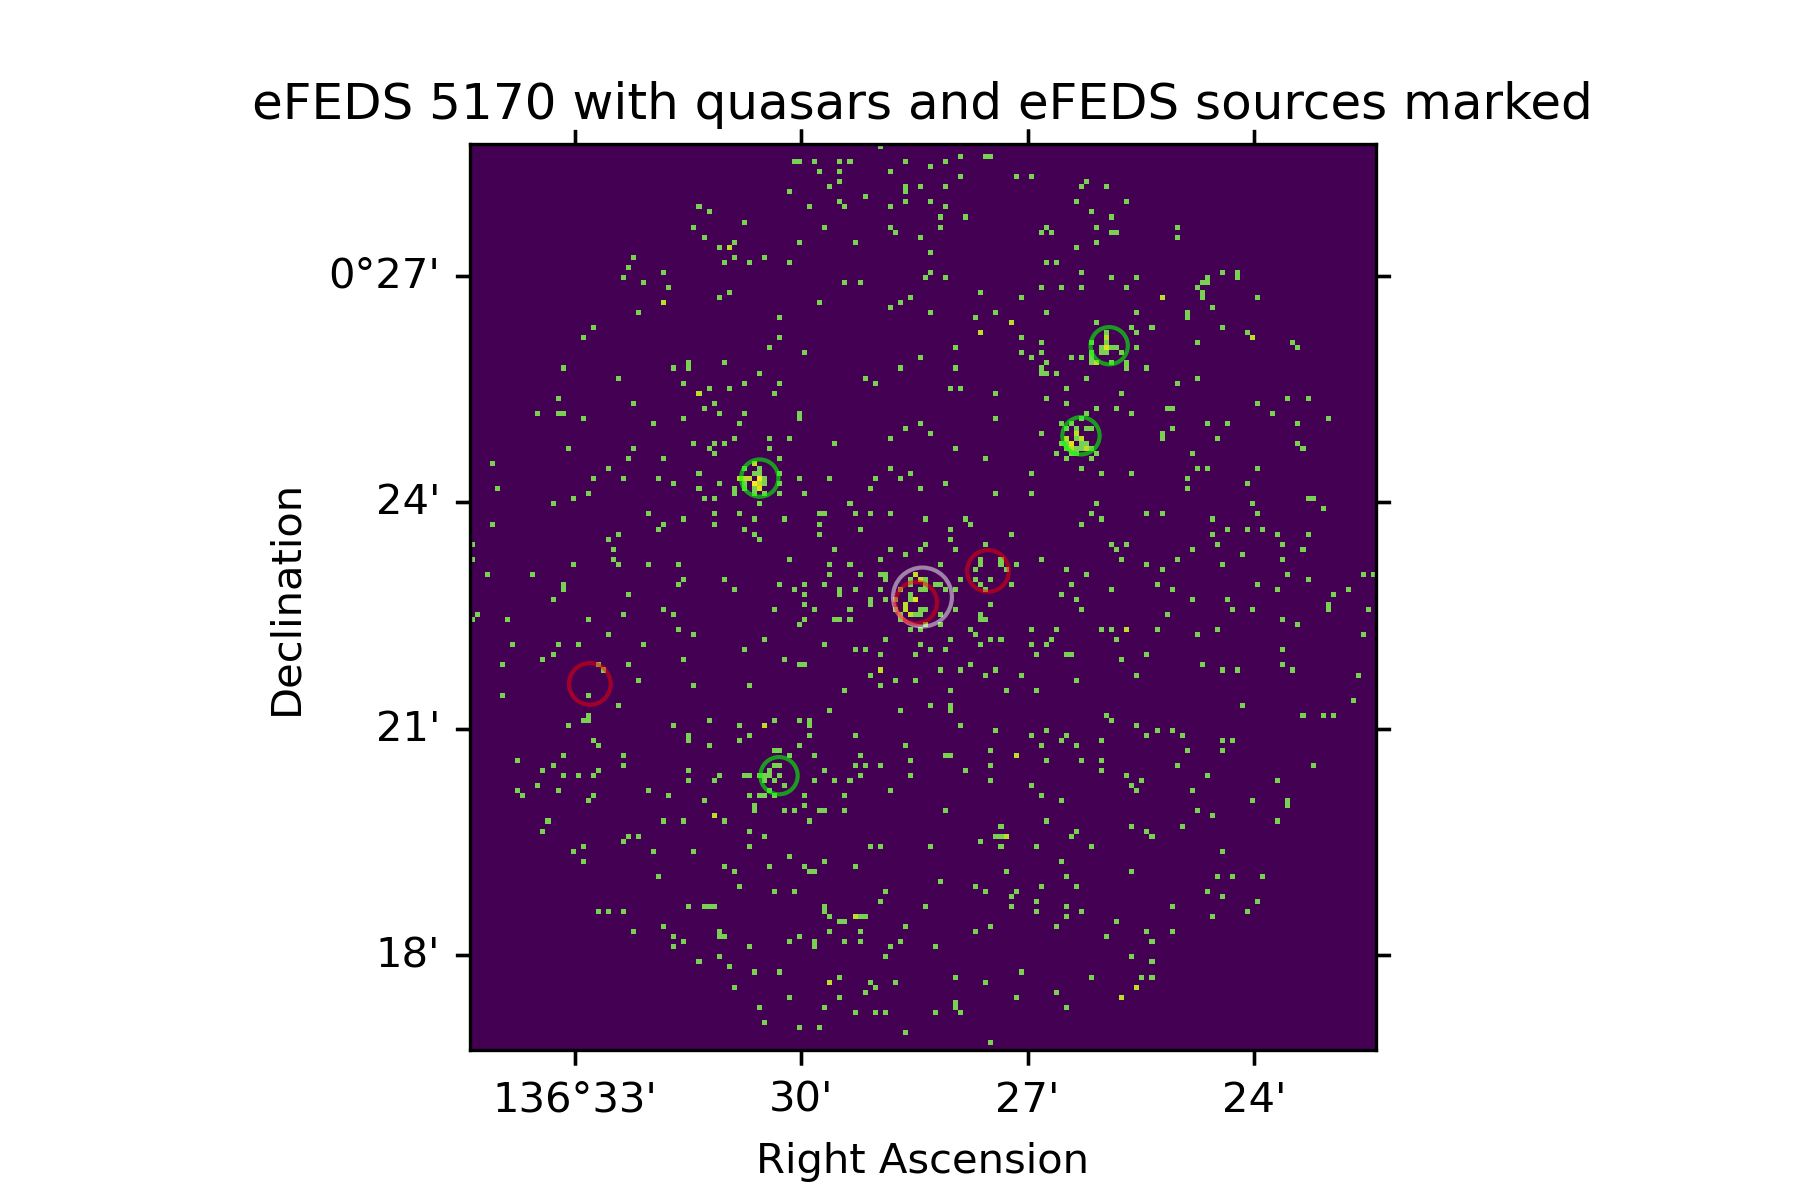 eFEDS 5170 with quasars and eFEDS sources marked
0°27'
24'
21'
18'
Declination
136°33'
30'
27'
24'
Right Ascension